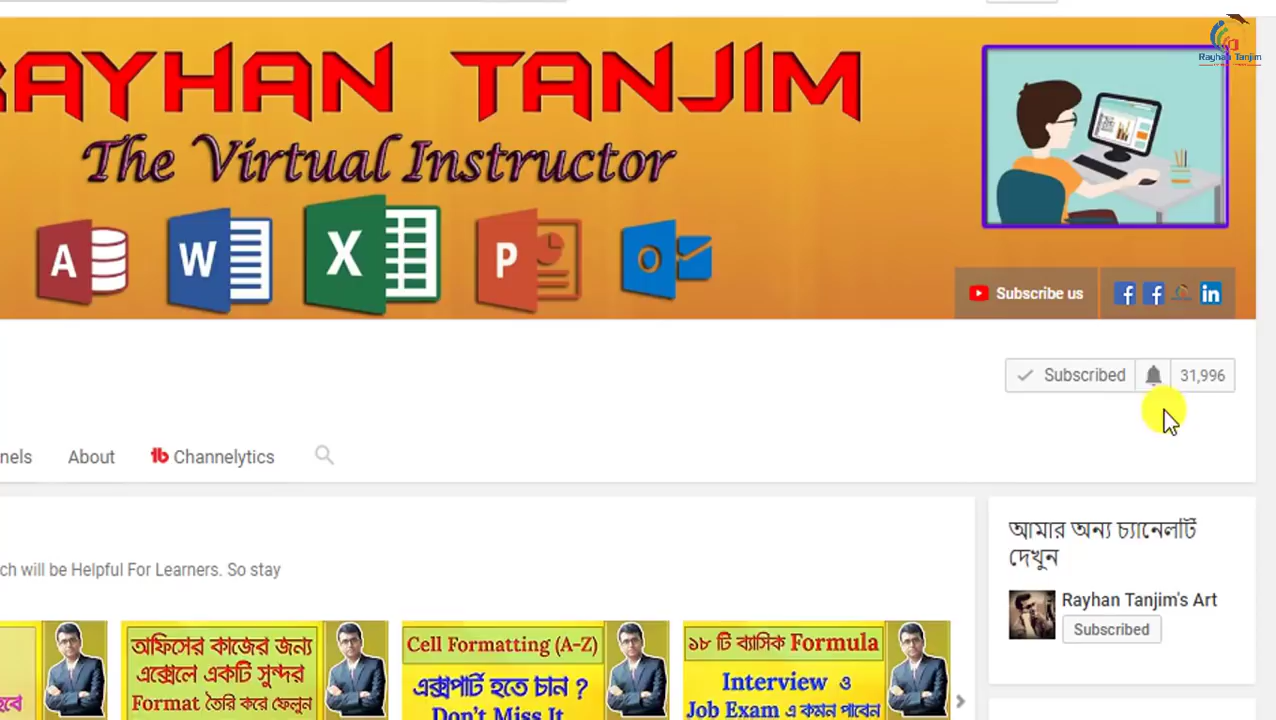 Rayhan Tanjim
RAYHAN TANJIM
The Virtual Instructor
A
W
X
P
O
Subscribe us
Subscribed
31,996
nels
About
Channelytics
ch will be Helpful For Learners. So stay
আমার অন্য চ্যানেলটি
দেখুন
Rayhan Tanjim's Art
Subscribed
হবে
অফিসের কাজের জন্য
এক্সেলে একটি সুন্দর
Format তৈরি করে ফেলুন
Cell Formatting (A-Z)
এক্সপার্ট হতে চান ?
Don't Miss It
১৮ টি ব্যাসিক Formula
Interview ও
Job Exam এ কমন পাবেন